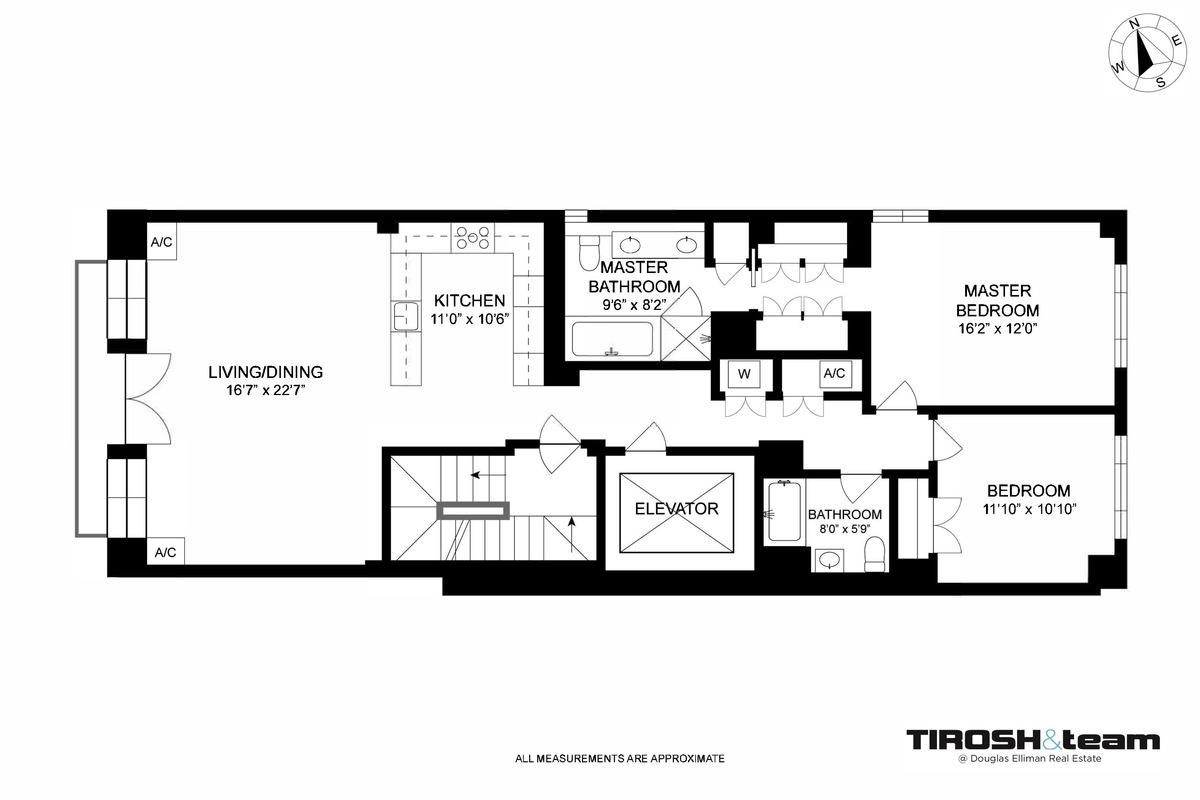 N
E
W
S
A/C
MASTER
BATHROOM
9'6" x 8'2"
KITCHEN
11'0" x 10'6"
MASTER
BEDROOM
16'2" x 12'0"
LIVING/DINING
16'7" x 22'7"
W
A/C
ELEVATOR
BATHROOM
8'0" x 5'9"
BEDROOM
11'10" x 10'10"
A/C
TIROSH&team
@ Douglas Elliman Real Estate
ALL MEASUREMENTS ARE APPROXIMATE